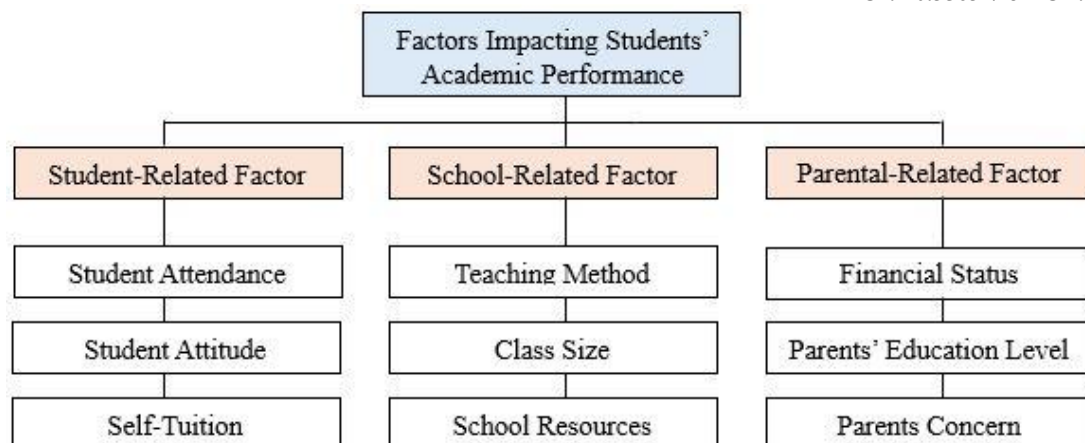 Factors Impacting Students’
Academic Performance
Student-Related Factor
School-Related Factor
Parental-Related Factor
Student Attendance
Teaching Method
Financial Status
Student Attitude
Class Size
Parents’ Education Level
Self-Tuition
School Resources
Parents Concern